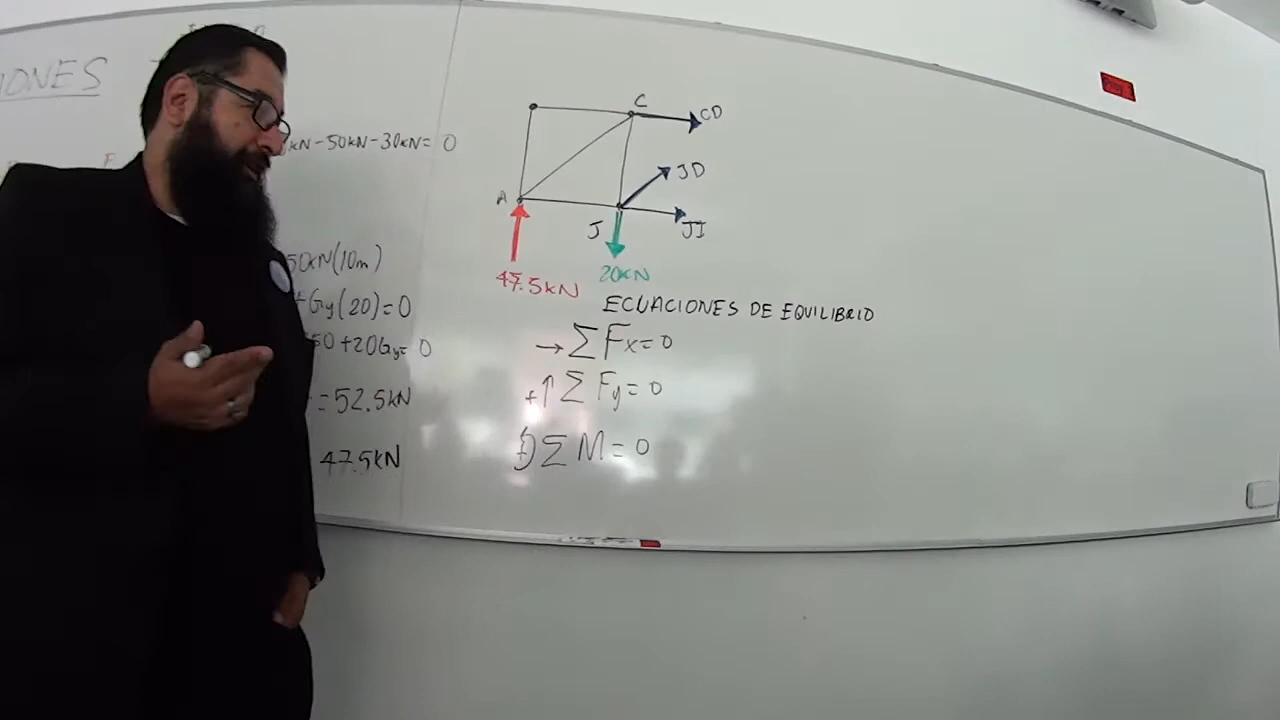 IONES
kN-50kN-30kN=0
50kN(10m)
+Gy(20)=0
50+20Gy=0
=52.5kN
47.5kN
C
CD
JD
A
J
JI
47.5kN
20KN
ECUACIONES DE EQUILIBRIO
→ΣFx=0
+↑ΣFy=0
ΣM=0